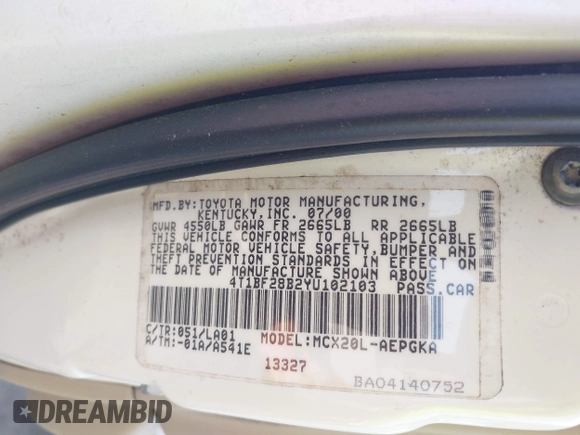 MFD.BY:TOYOTA MOTOR MANUFACTURING,
KENTUCKY,INC. 07/00
GVWR 4550LB GAWR FR 2665LB RR 2665LB
THIS VEHICLE CONFORMS TO ALL APPLICABLE
FEDERAL MOTOR VEHICLE SAFETY,BUMPER AND
THEFT PREVENTION STANDARDS IN EFFECT ON
THE DATE OF MANUFACTURE SHOWN ABOVE
4T1BF28B2YU102103 PASS.CAR
C/TR:051/LA01 MODEL:MCX20L-AEPGKA
A/TM:-01A/A541E
13327
BA04140752
DREAMBID